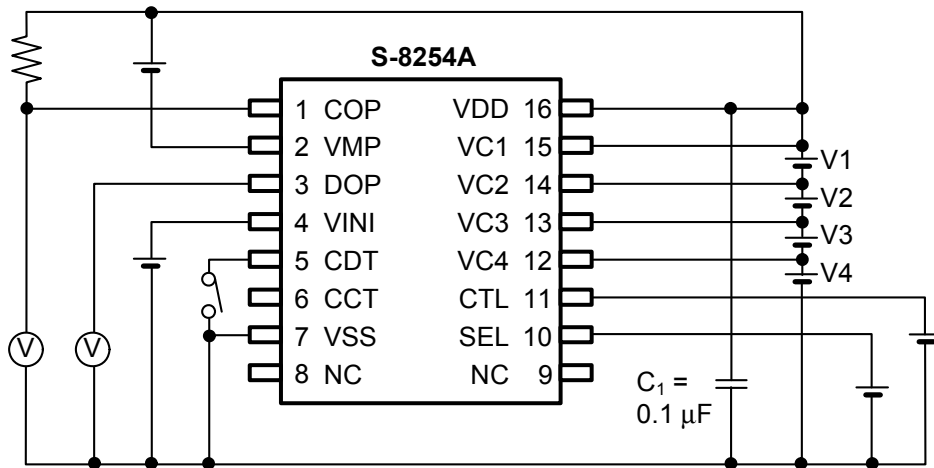 S-8254A
1 COP VDD 16
2 VMP VC1 15
3 DOP VC2 14
4 VINI VC3 13
5 CDT VC4 12
6 CCT CTL 11
7 VSS SEL 10
8 NC NC 9
V1
V2
V3
V4
V V
C₁ =
0.1 μF